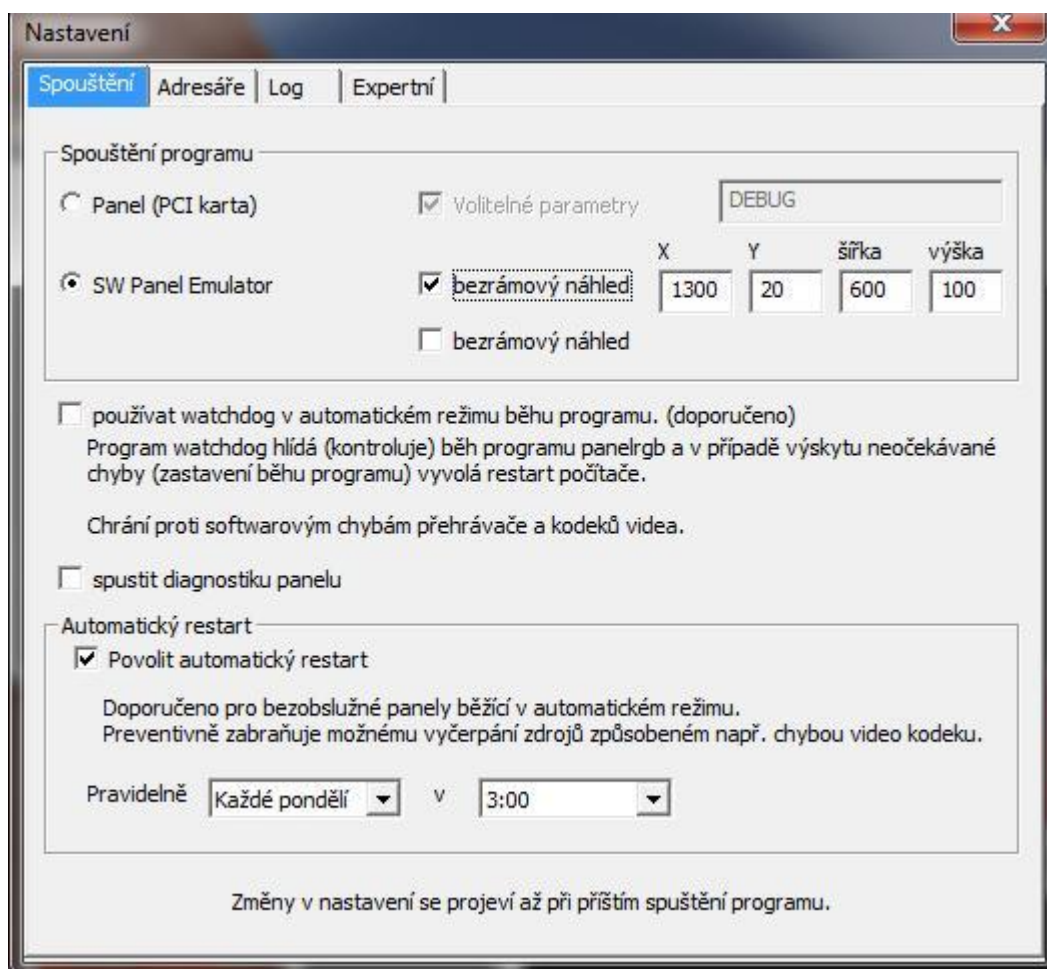 Nastavení
Spouštění Adresáře Log Expertní
Spouštění programu
Panel (PCI karta) Volitelné parametry DEBUG
X Y šířka výška
SW Panel Emulator bezrámový náhled 1300 20 600 100
bezrámový náhled
používat watchdog v automatickém režimu běhu programu. (doporučeno)
Program watchdog hlídá (kontroluje) běh programu panelrgb a v případě výskytu neočekávané
chyby (zastavení běhu programu) vyvolá restart počítače.
Chrání proti softwarovým chybám přehrávače a kodeků videa.
spustit diagnostiku panelu
Automatický restart
Povolit automatický restart
Doporučeno pro bezobslužné panely běžící v automatickém režimu.
Preventivně zabraňuje možnému vyčerpání zdrojů způsobeném např. chybou video kodeku.
Pravidelně Každé pondělí v 3:00
Změny v nastavení se projeví až při příštím spuštění programu.